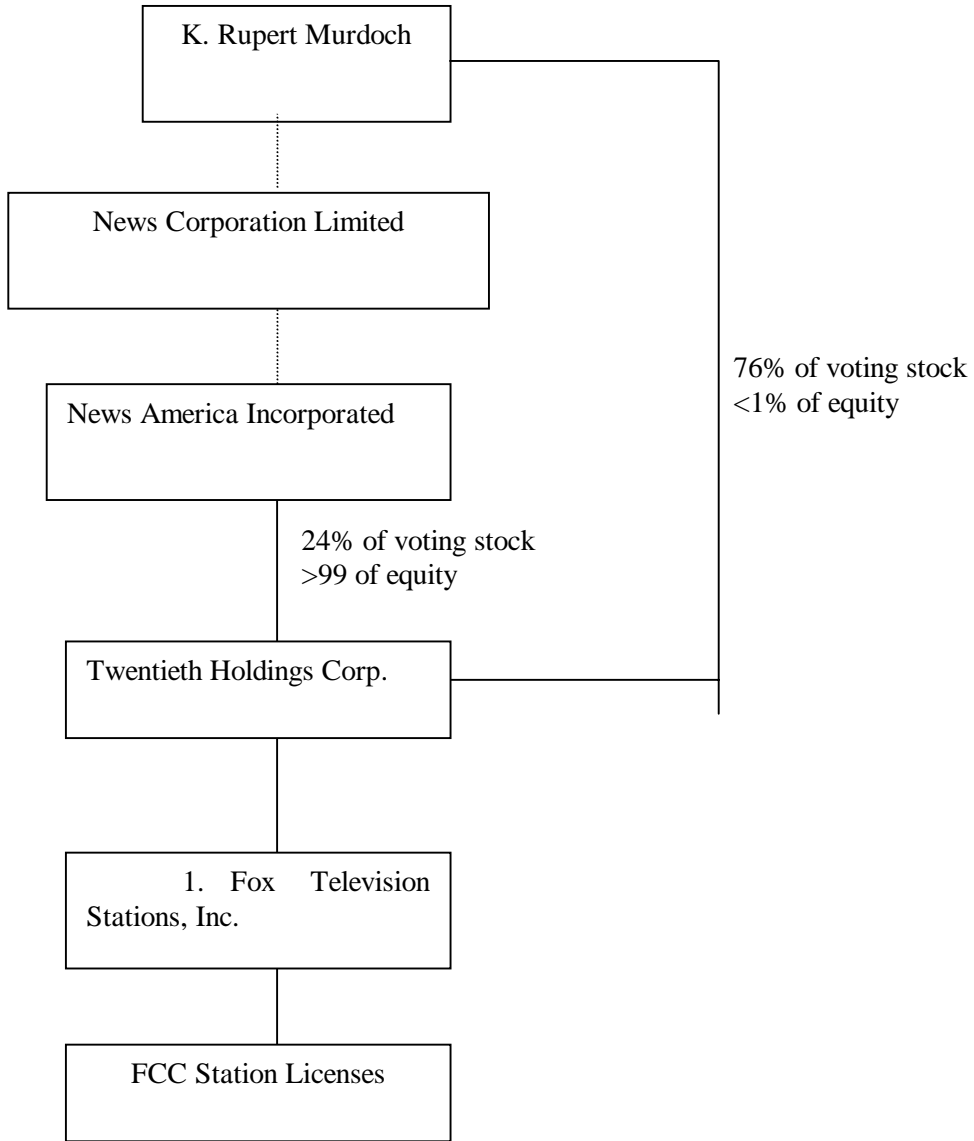 K. Rupert Murdoch
News Corporation Limited
76% of voting stock
<1% of equity
News America Incorporated
24% of voting stock
>99 of equity
Twentieth Holdings Corp.
1. Fox Television
Stations, Inc.
FCC Station Licenses